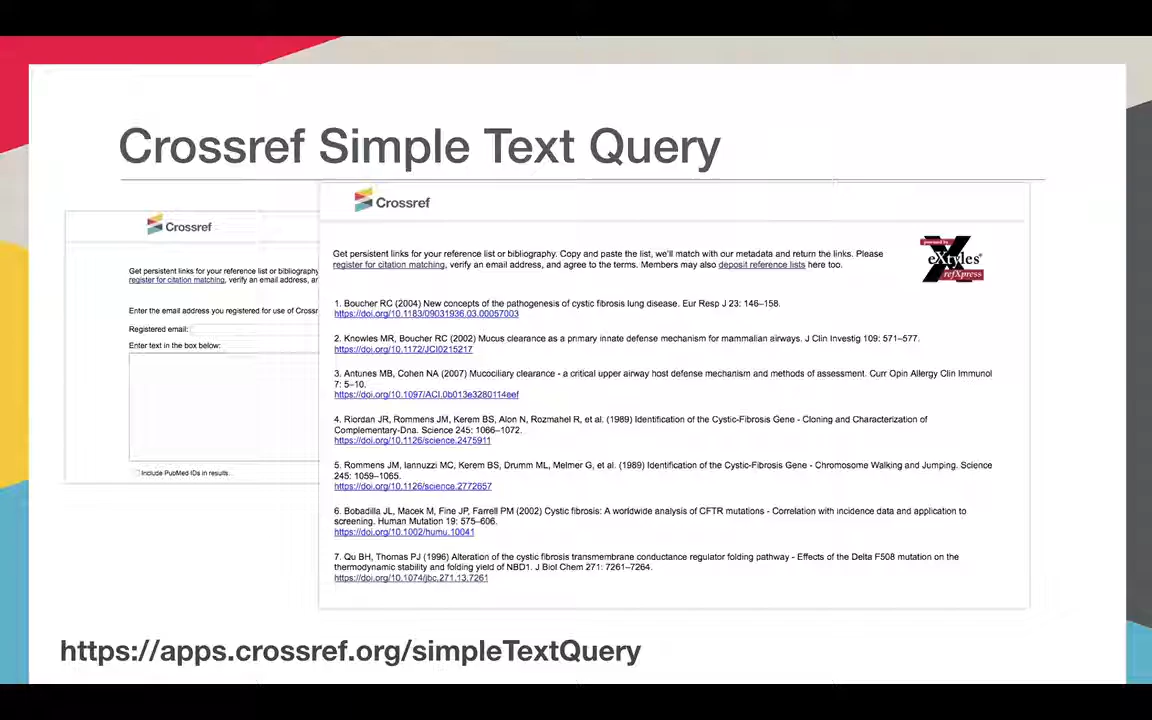 Crossref Simple Text Query
Crossref
Get persistent links for your reference list or bibliography
register for citation matching, verify an email address, ar
Enter the email address you registered for use of Crossr
Registered email:
Enter text in the box below:
Include PubMed IDs in results.
Crossref
Get persistent links for your reference list or bibliography. Copy and paste the list, we'll match with our metadata and return the links. Please
register for citation matching, verify an email address, and agree to the terms. Members may also deposit reference lists here too.
powered by
eXtyles®
refXpress
1. Boucher RC (2004) New concepts of the pathogenesis of cystic fibrosis lung disease. Eur Resp J 23: 146–158.
https://doi.org/10.1183/09031936.03.00057003
2. Knowles MR, Boucher RC (2002) Mucus clearance as a primary innate defense mechanism for mammalian airways. J Clin Investig 109: 571–577.
https://doi.org/10.1172/JCI0215217
3. Antunes MB, Cohen NA (2007) Mucociliary clearance - a critical upper airway host defense mechanism and methods of assessment. Curr Opin Allergy Clin Immunol
7: 5–10.
https://doi.org/10.1097/ACI.0b013e3280114eef
4. Riordan JR, Rommens JM, Kerem BS, Alon N, Rozmahel R, et al. (1989) Identification of the Cystic-Fibrosis Gene - Cloning and Characterization of
Complementary-Dna. Science 245: 1066–1072.
https://doi.org/10.1126/science.2475911
5. Rommens JM, Iannuzzi MC, Kerem BS, Drumm ML, Melmer G, et al. (1989) Identification of the Cystic-Fibrosis Gene - Chromosome Walking and Jumping. Science
245: 1059–1065.
https://doi.org/10.1126/science.2772657
6. Bobadilla JL, Macek M, Fine JP, Farrell PM (2002) Cystic fibrosis: A worldwide analysis of CFTR mutations - Correlation with incidence data and application to
screening. Human Mutation 19: 575–606.
https://doi.org/10.1002/humu.10041
7. Qu BH, Thomas PJ (1996) Alteration of the cystic fibrosis transmembrane conductance regulator folding pathway - Effects of the Delta F508 mutation on the
thermodynamic stability and folding yield of NBD1. J Biol Chem 271: 7261–7264.
https://doi.org/10.1074/jbc.271.13.7261
https://apps.crossref.org/simpleTextQuery